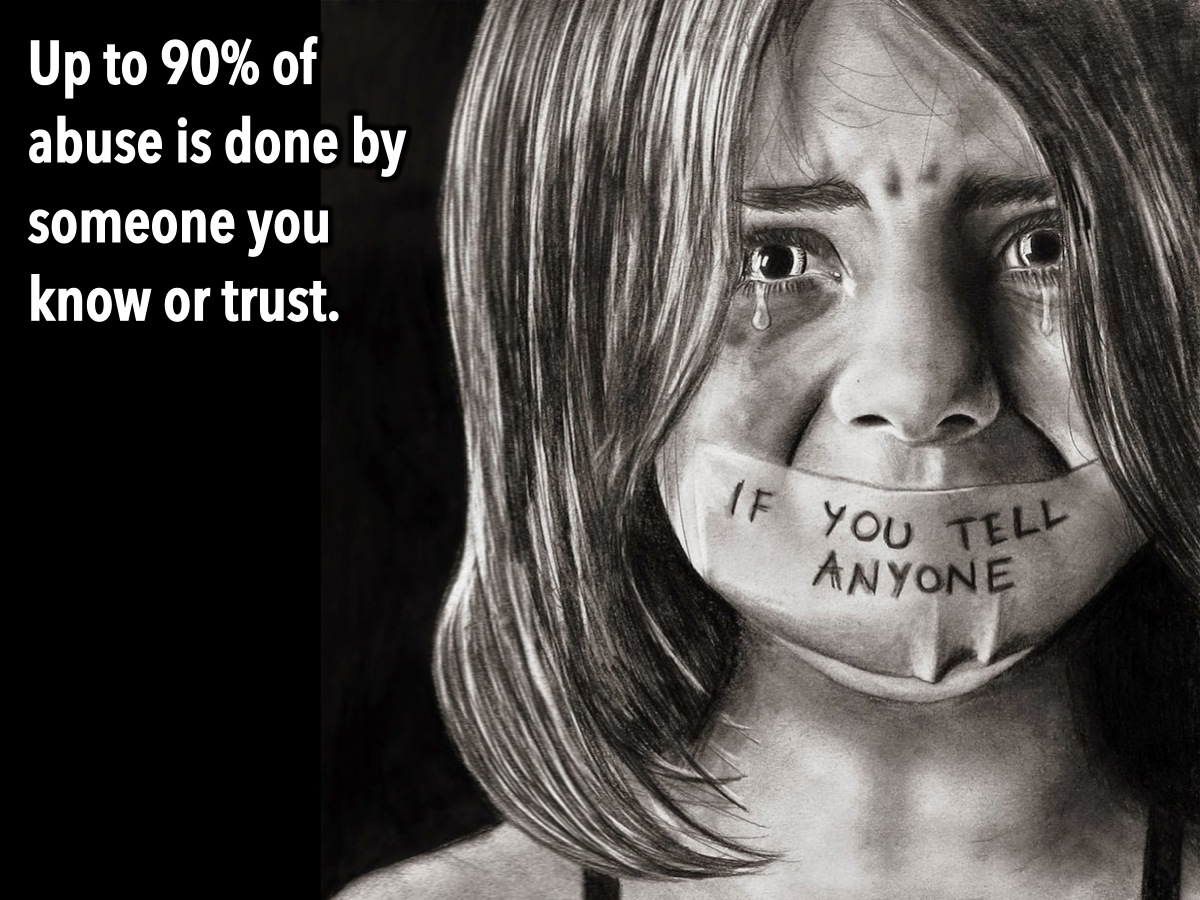 Up to 90% of
abuse is done by
someone you
know or trust.
IF YOU TELL
ANYONE